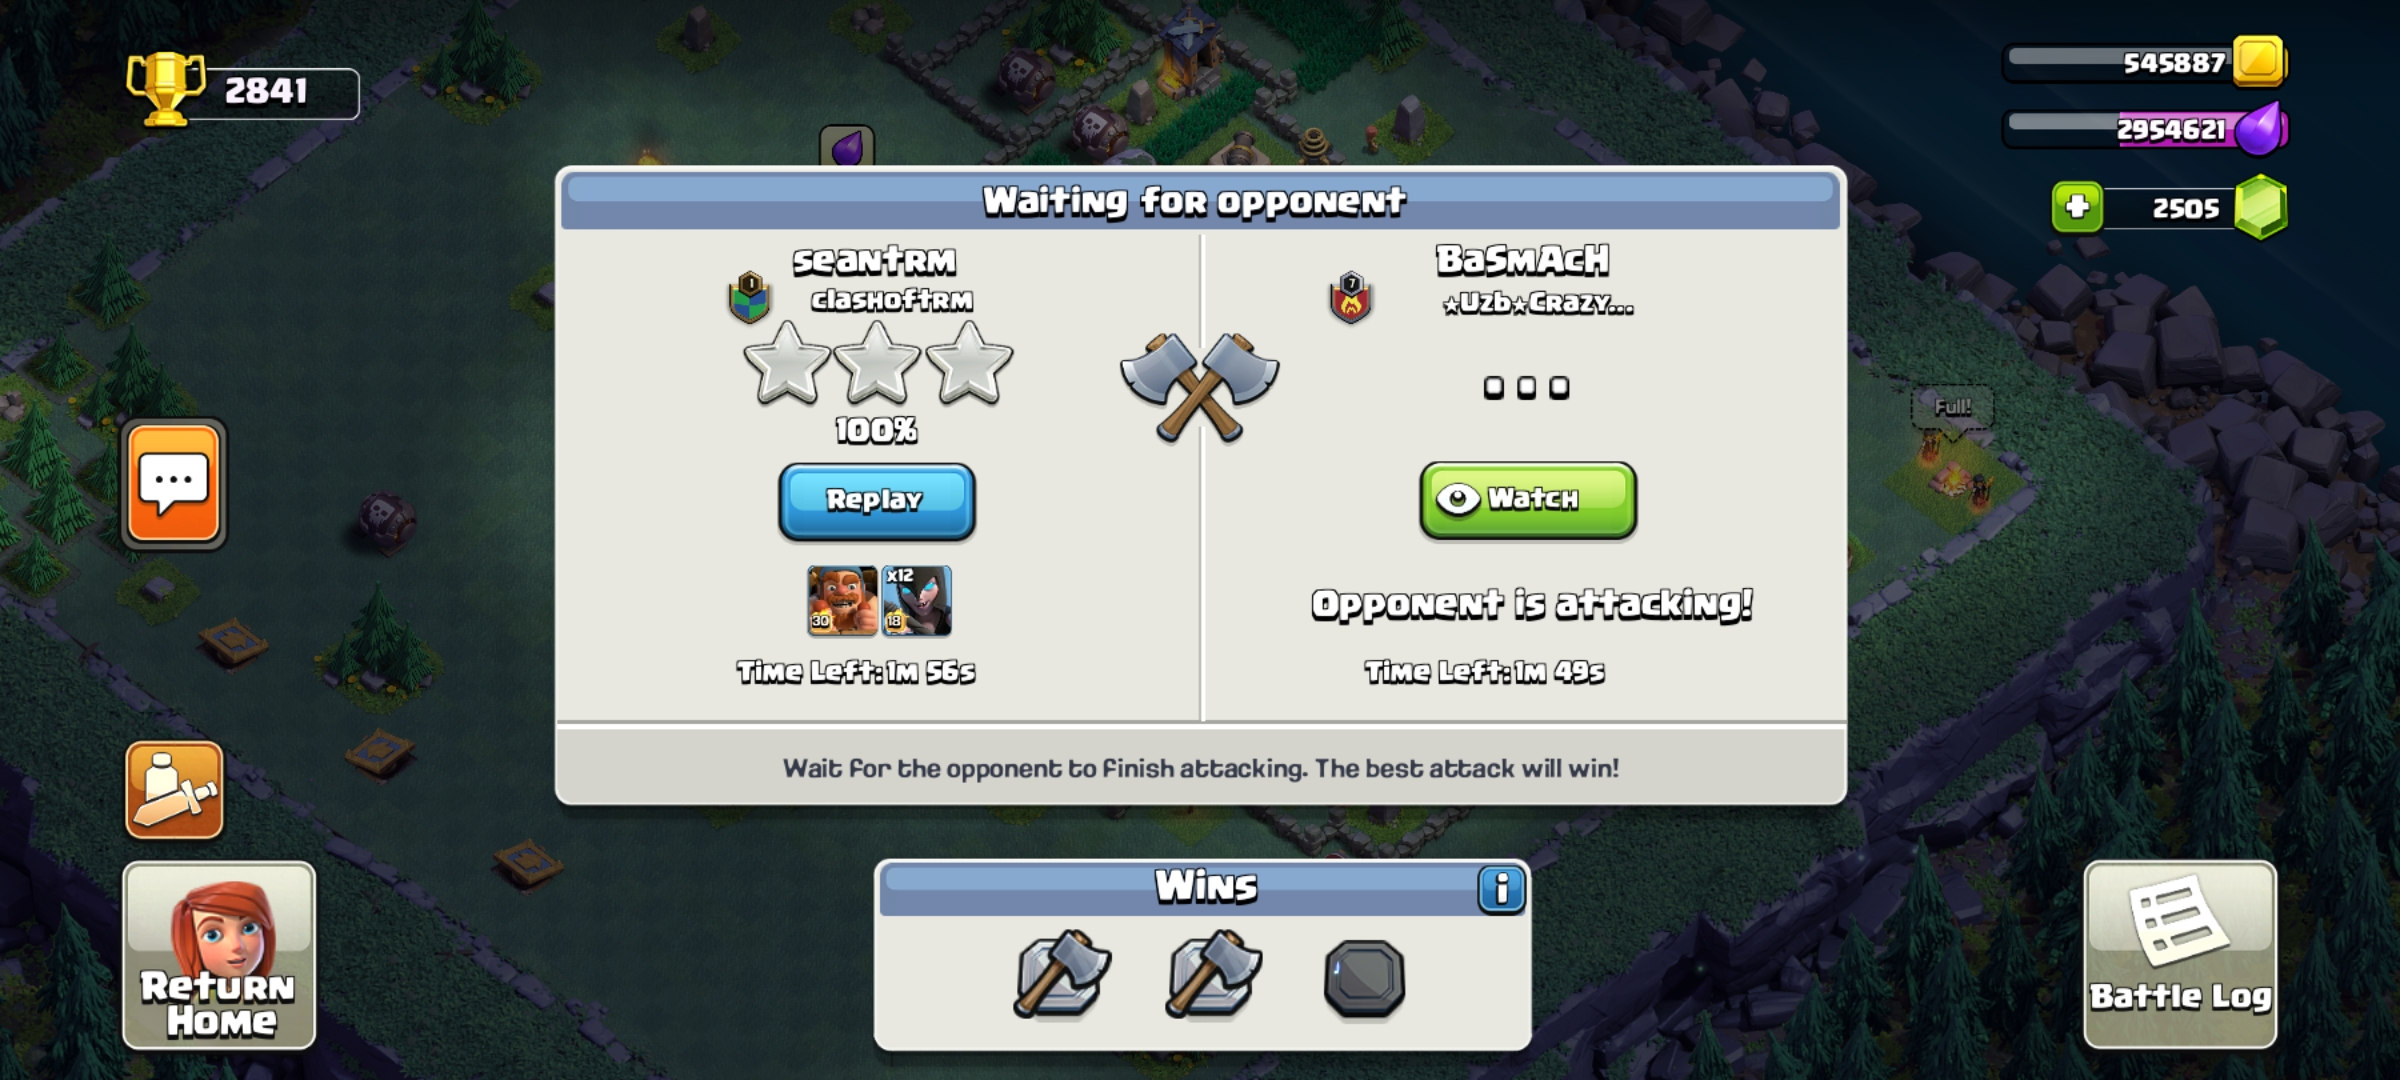 2841
545887
2954621
2505
Waiting for opponent
seantrm
clashoftrm
100%
Replay
30
x12
18
Time Left:1m 56s
1
BaSmAcH
★Uzb★Crazy...
7
Watch
Opponent is attacking!
Time Left:1m 49s
Wait for the opponent to finish attacking. The best attack will win!
Full!
Wins
i
Return
Home
Battle Log